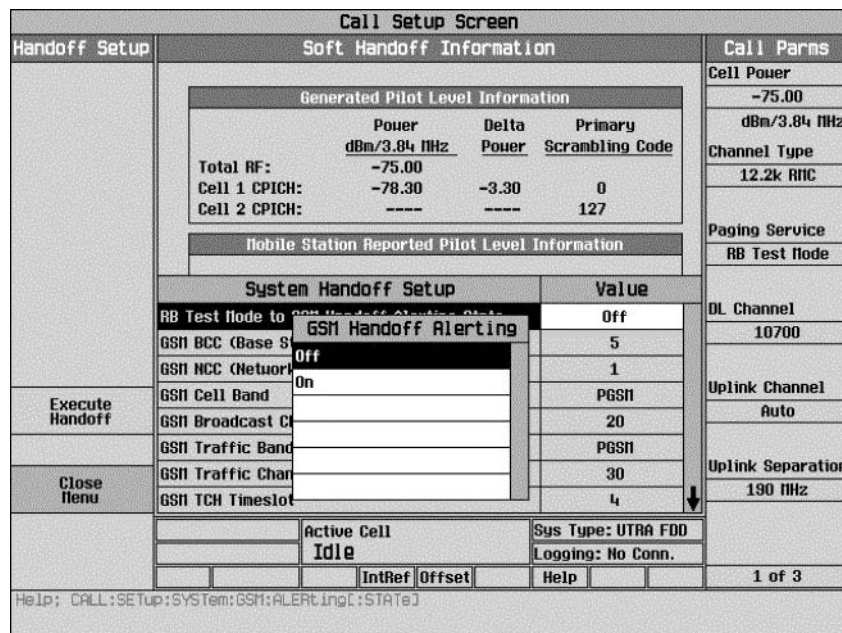 Call Setup Screen
Handoff Setup
Soft Handoff Information
Call Parms
Cell Power
-75.00
dBm/3.84 MHz
Channel Type
12.2k RMC
Paging Service
RB Test Mode
DL Channel
10700
Uplink Channel
Auto
Uplink Separation
190 MHz
1 of 3
Generated Pilot Level Information
Power Delta Primary
dBm/3.84 MHz Power Scrambling Code
Total RF: -75.00
Cell 1 CPICH: -78.30 -3.30 0
Cell 2 CPICH: ---- ---- 127
Mobile Station Reported Pilot Level Information
System Handoff Setup Value
RB Test Mode to Off
GSM BCC (Base S 5
GSM NCC (Network 1
GSM Cell Band PGSM
GSM Broadcast C 20
GSM Traffic Band PGSM
GSM Traffic Chan 30
GSM TCH Timeslot 4
GSM Handoff Alerting
Off
On
Execute
Handoff
Close
Menu
Active Cell
Idle
Sys Type: UTRA FDD
Logging: No Conn.
IntRef Offset Help
Help; CALL:SETup:SYSTem:GSM:ALERting[:STATe]